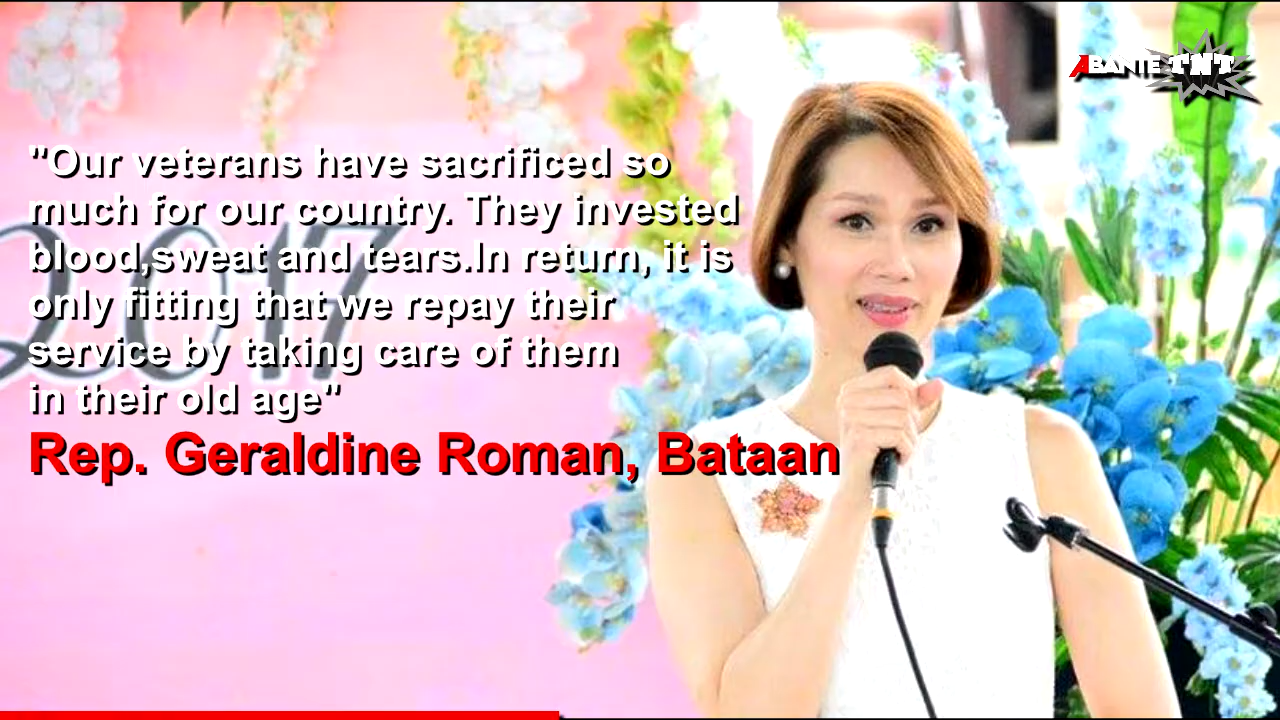 ABANTE TNT
"Our veterans have sacrificed so
much for our country. They invested
blood,sweat and tears.In return, it is
only fitting that we repay their
service by taking care of them
in their old age"
Rep. Geraldine Roman, Bataan
2017